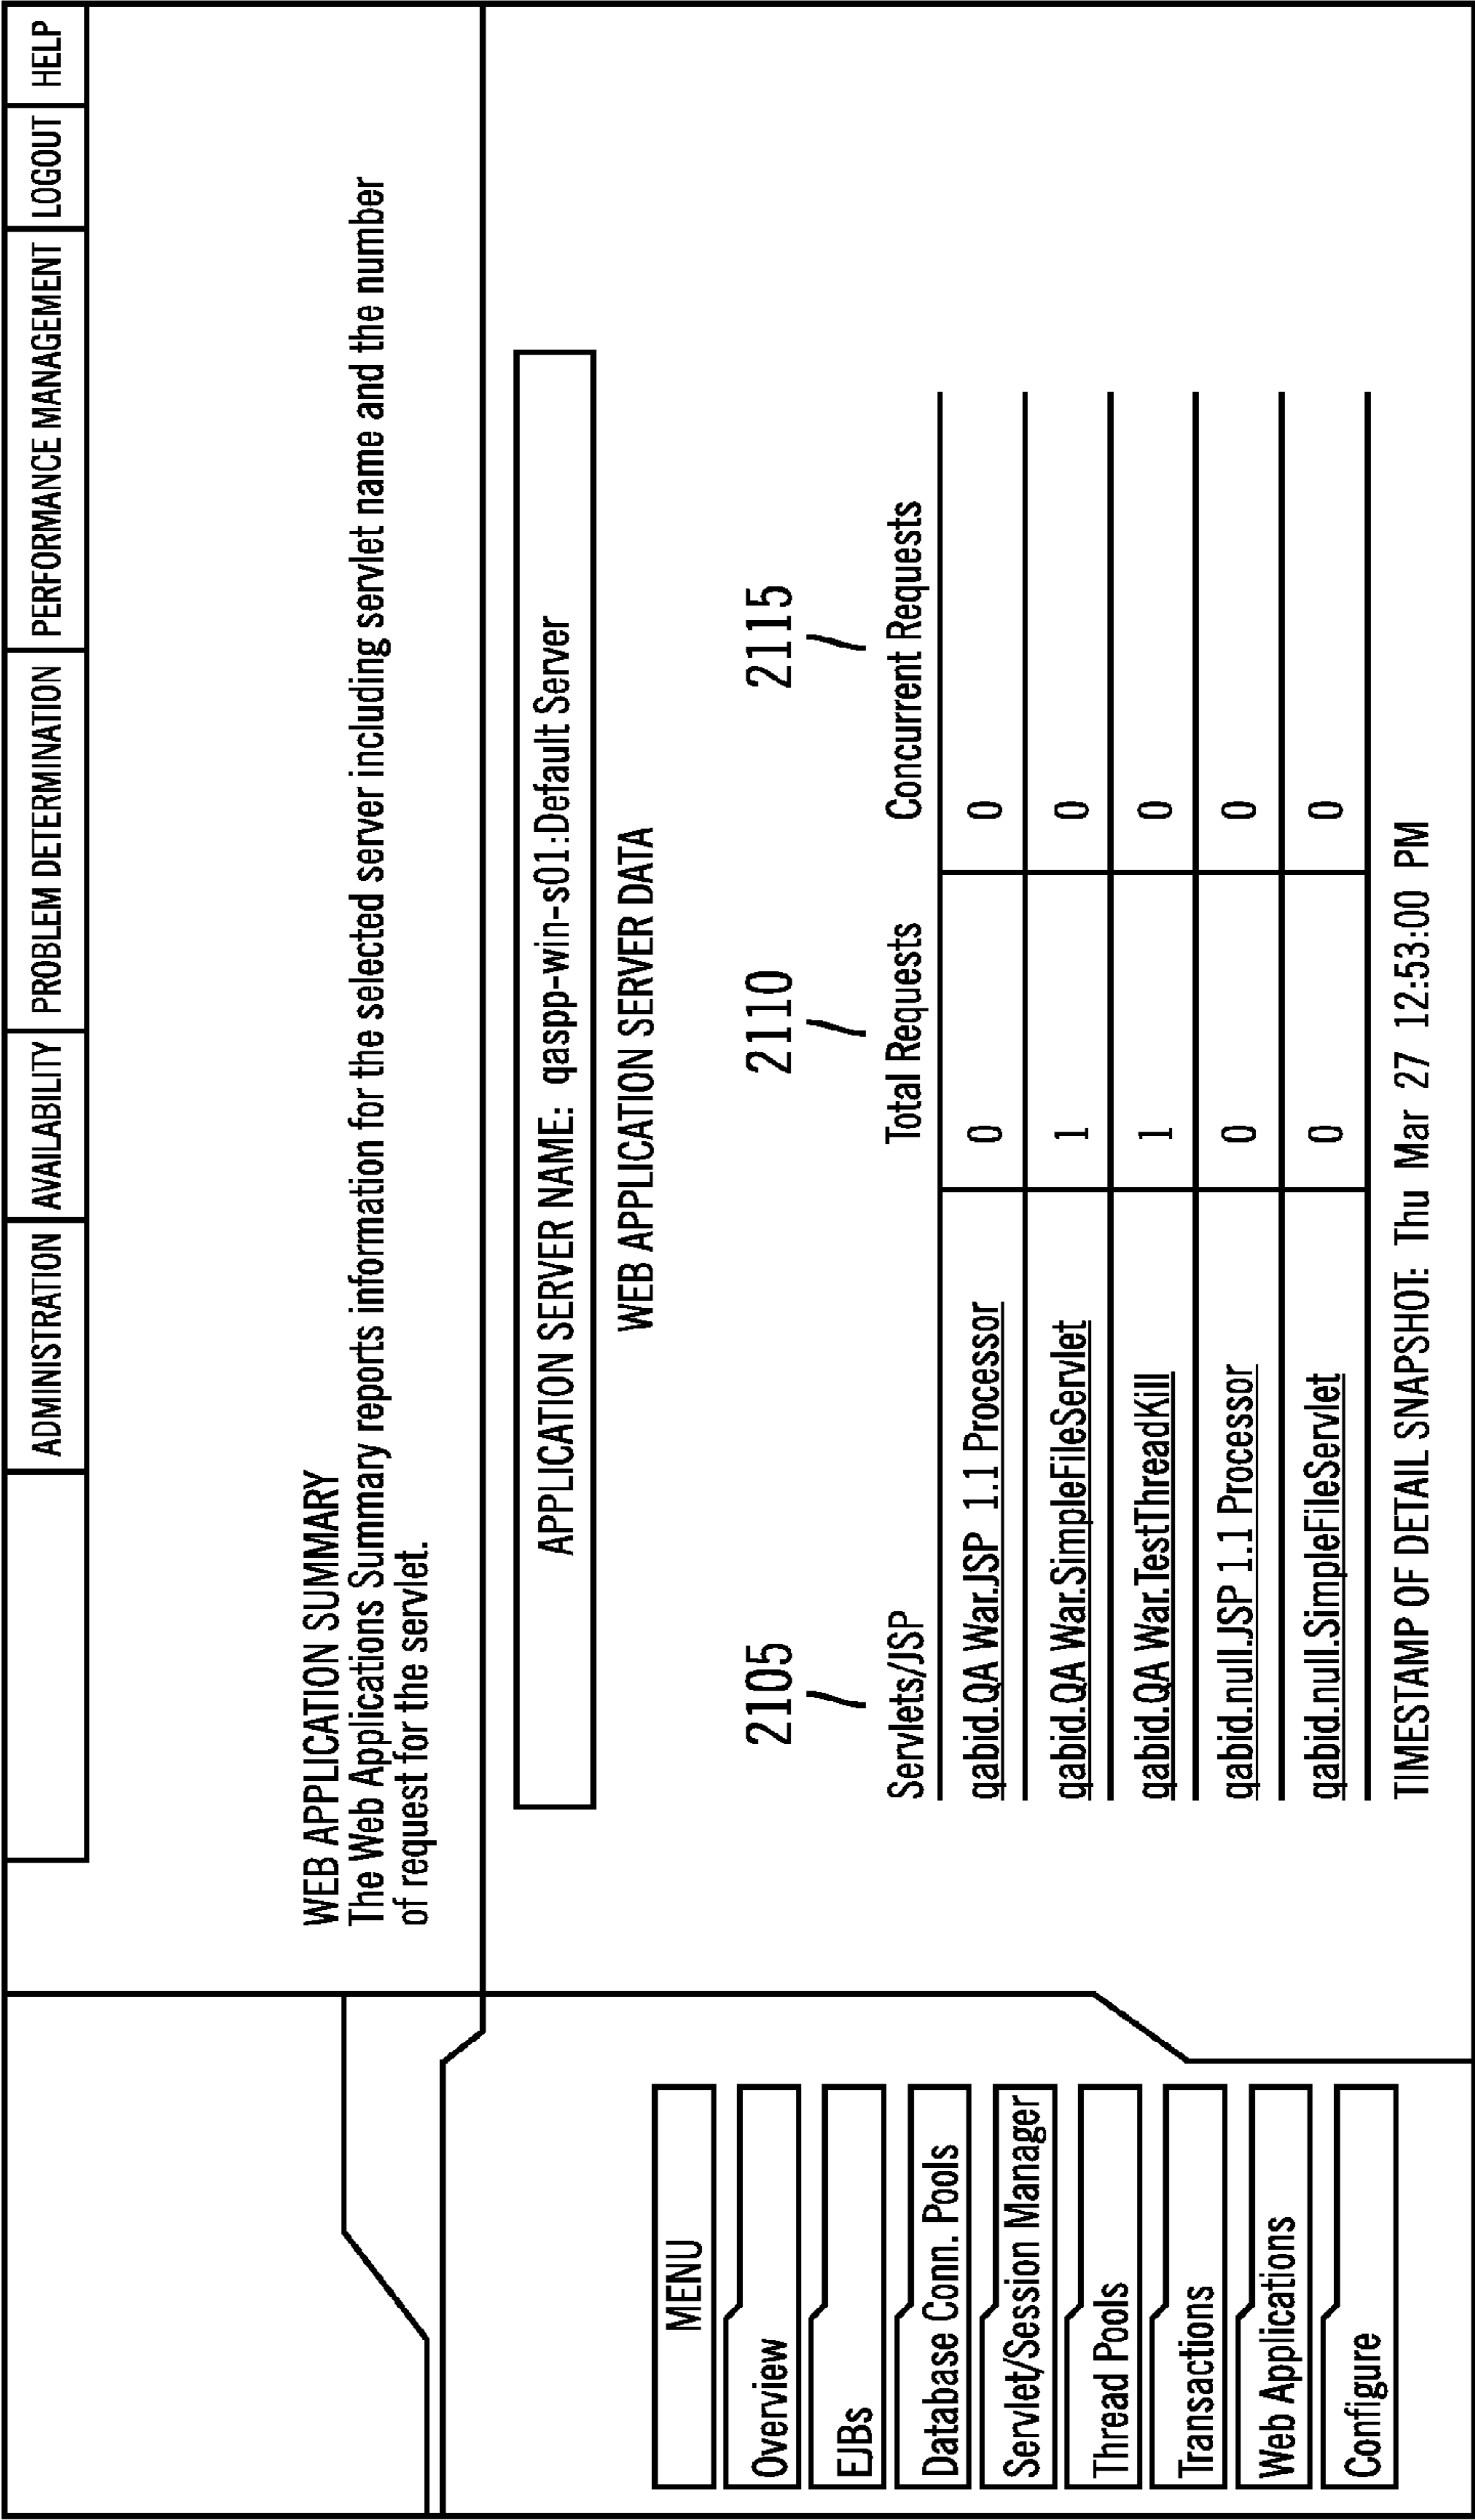 ADMINISTRATION AVAILABILITY PROBLEM DETERMINATION PERFORMANCE MANAGEMENT LOGOUT HELP
WEB APPLICATION SUMMARY
The Web Applications Summary reports information for the selected server including servlet name and the number
of request for the servlet.
MENU
Overview
EJBs
Database Conn. Pools
Servlet/Session Manager
Thread Pools
Transactions
Web Applications
Configure
APPLICATION SERVER NAME: qaspp-win-s01:Default Server
WEB APPLICATION SERVER DATA
2105 2110 2115
Servlets/JSP Total Requests Concurrent Requests
qabid.QA War.JSP 1.1 Processor 0 0
qabid.QA War.SimpleFileServlet 1 0
qabid.QA War.TestThreadKill 1 0
qabid.null.JSP 1.1 Processor 0 0
qabid.null.SimpleFileServlet 0 0
TIMESTAMP OF DETAIL SNAPSHOT: Thu Mar 27 12:53:00 PM